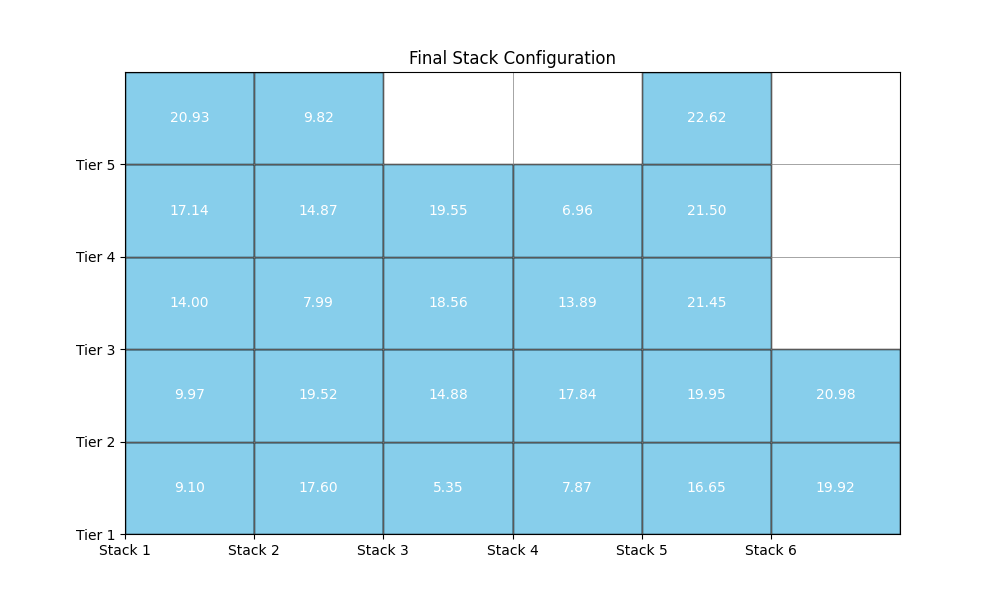 Final Stack Configuration
20.93 9.82 22.62
Tier 5
17.14 14.87 19.55 6.96 21.50
Tier 4
14.00 7.99 18.56 13.89 21.45
Tier 3
9.97 19.52 14.88 17.84 19.95 20.98
Tier 2
9.10 17.60 5.35 7.87 16.65 19.92
Tier 1
Stack 1 Stack 2 Stack 3 Stack 4 Stack 5 Stack 6